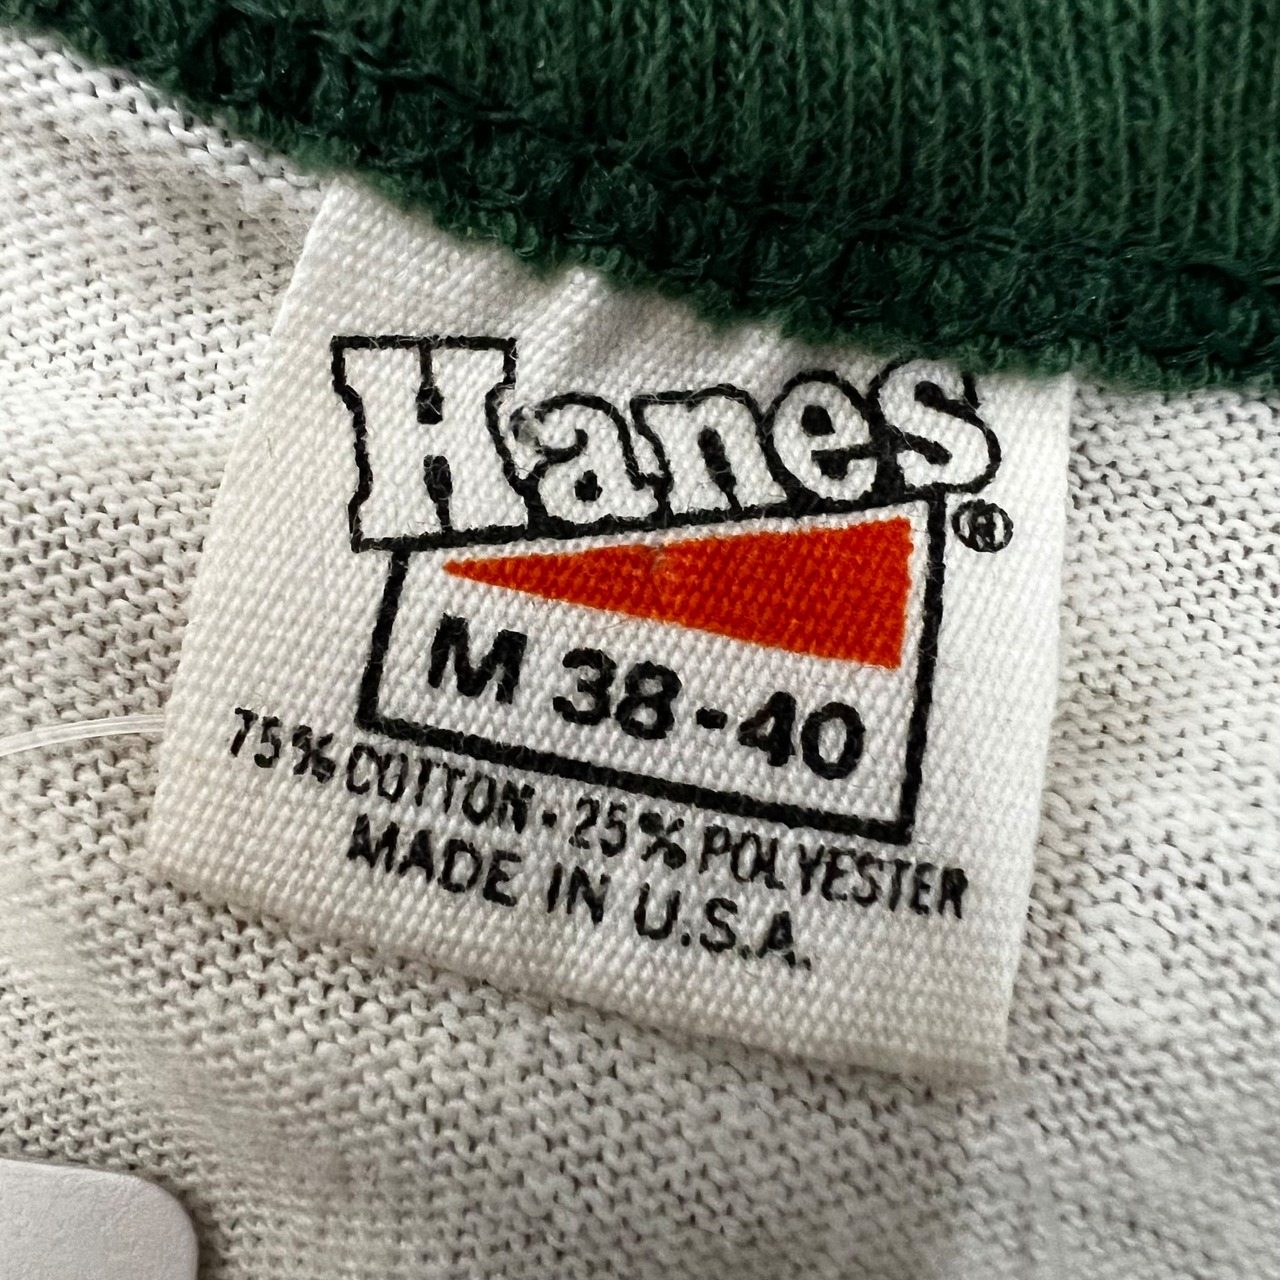 Hanes®
M 38-40
75% COTTON·25% POLYESTER
MADE IN U.S.A.